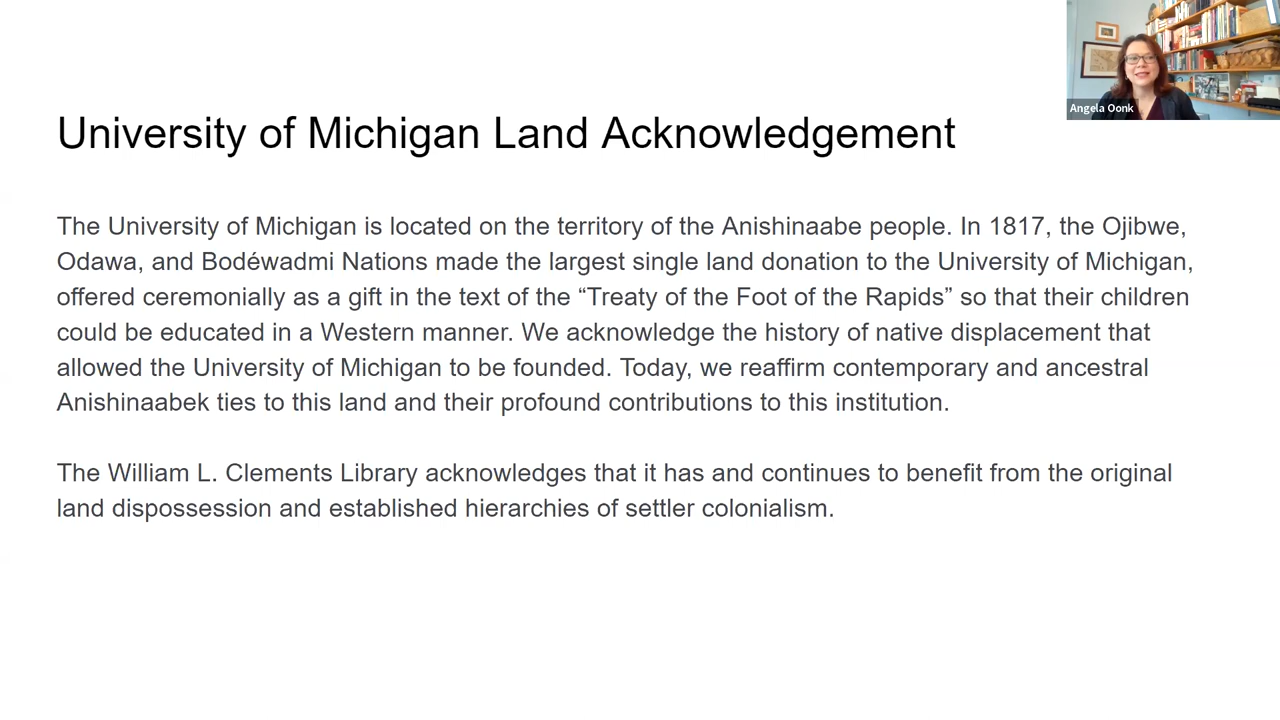 University of Michigan Land Acknowledgement
The University of Michigan is located on the territory of the Anishinaabe people. In 1817, the Ojibwe,
Odawa, and Bodéwadmi Nations made the largest single land donation to the University of Michigan,
offered ceremonially as a gift in the text of the “Treaty of the Foot of the Rapids” so that their children
could be educated in a Western manner. We acknowledge the history of native displacement that
allowed the University of Michigan to be founded. Today, we reaffirm contemporary and ancestral
Anishinaabek ties to this land and their profound contributions to this institution.
The William L. Clements Library acknowledges that it has and continues to benefit from the original
land dispossession and established hierarchies of settler colonialism.
Angela Oonk